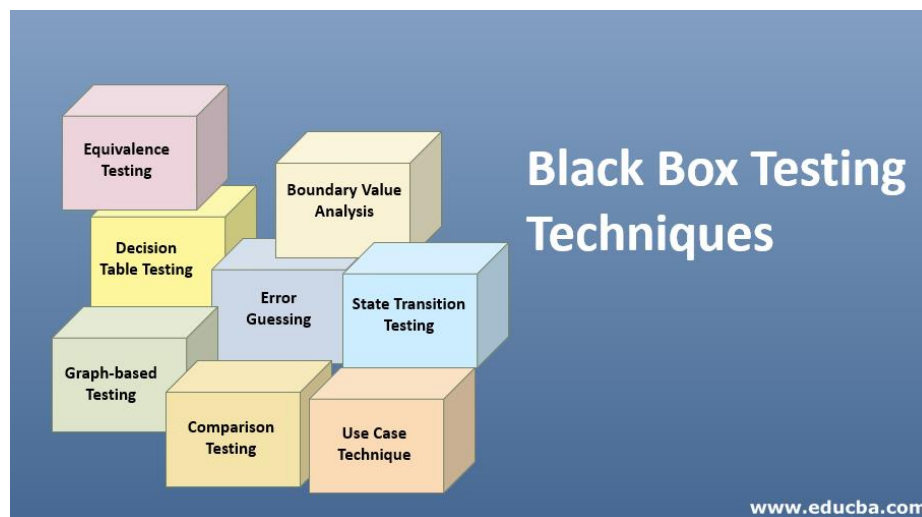 Equivalence
Testing
Boundary Value
Analysis
Decision
Table Testing
Error
Guessing
State Transition
Testing
Graph-based
Testing
Comparison
Testing
Use Case
Technique
Black Box Testing
Techniques
www.educba.com